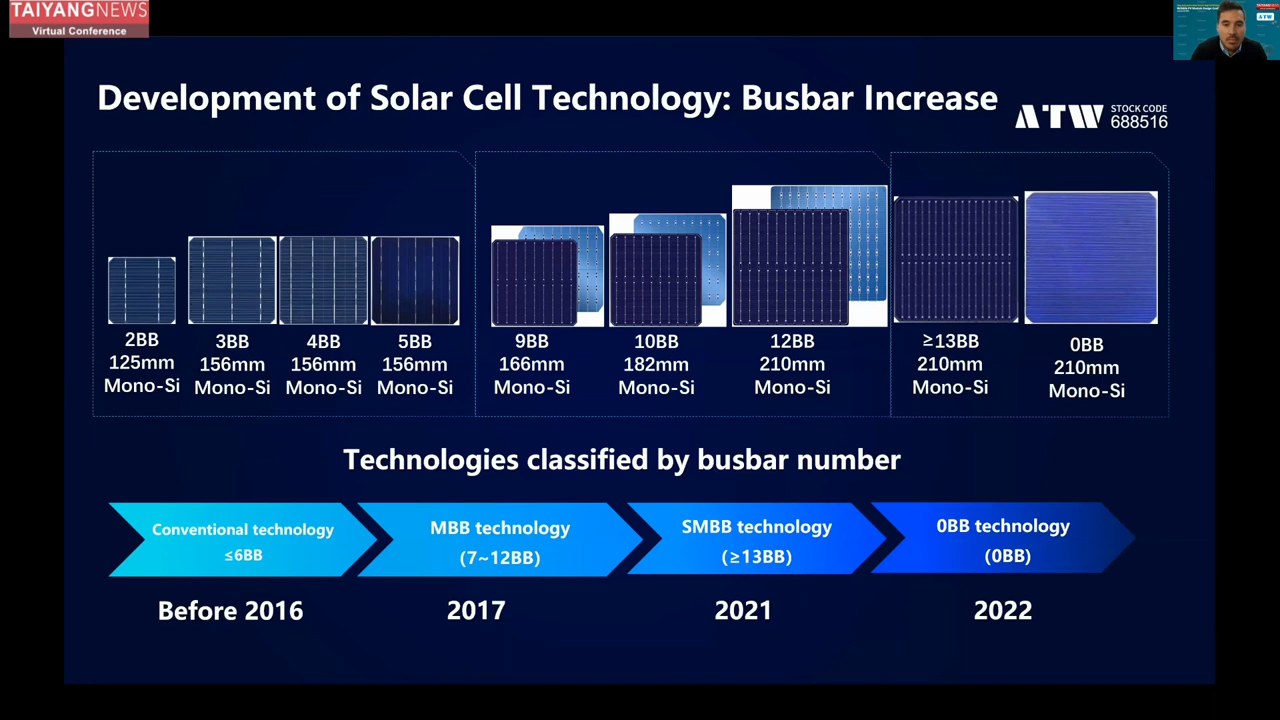 TAIYANGNEWS
Virtual Conference
TAIYANGNEWS
ATW
Development of Solar Cell Technology: Busbar Increase
ATW
STOCK CODE
688516
2BB
125mm
Mono-Si
3BB
156mm
Mono-Si
4BB
156mm
Mono-Si
5BB
156mm
Mono-Si
9BB
166mm
Mono-Si
10BB
182mm
Mono-Si
12BB
210mm
Mono-Si
≥13BB
210mm
Mono-Si
0BB
210mm
Mono-Si
Technologies classified by busbar number
Conventional technology
≤6BB
MBB technology
(7~12BB)
SMBB technology
(≥13BB)
0BB technology
(0BB)
Before 2016
2017
2021
2022